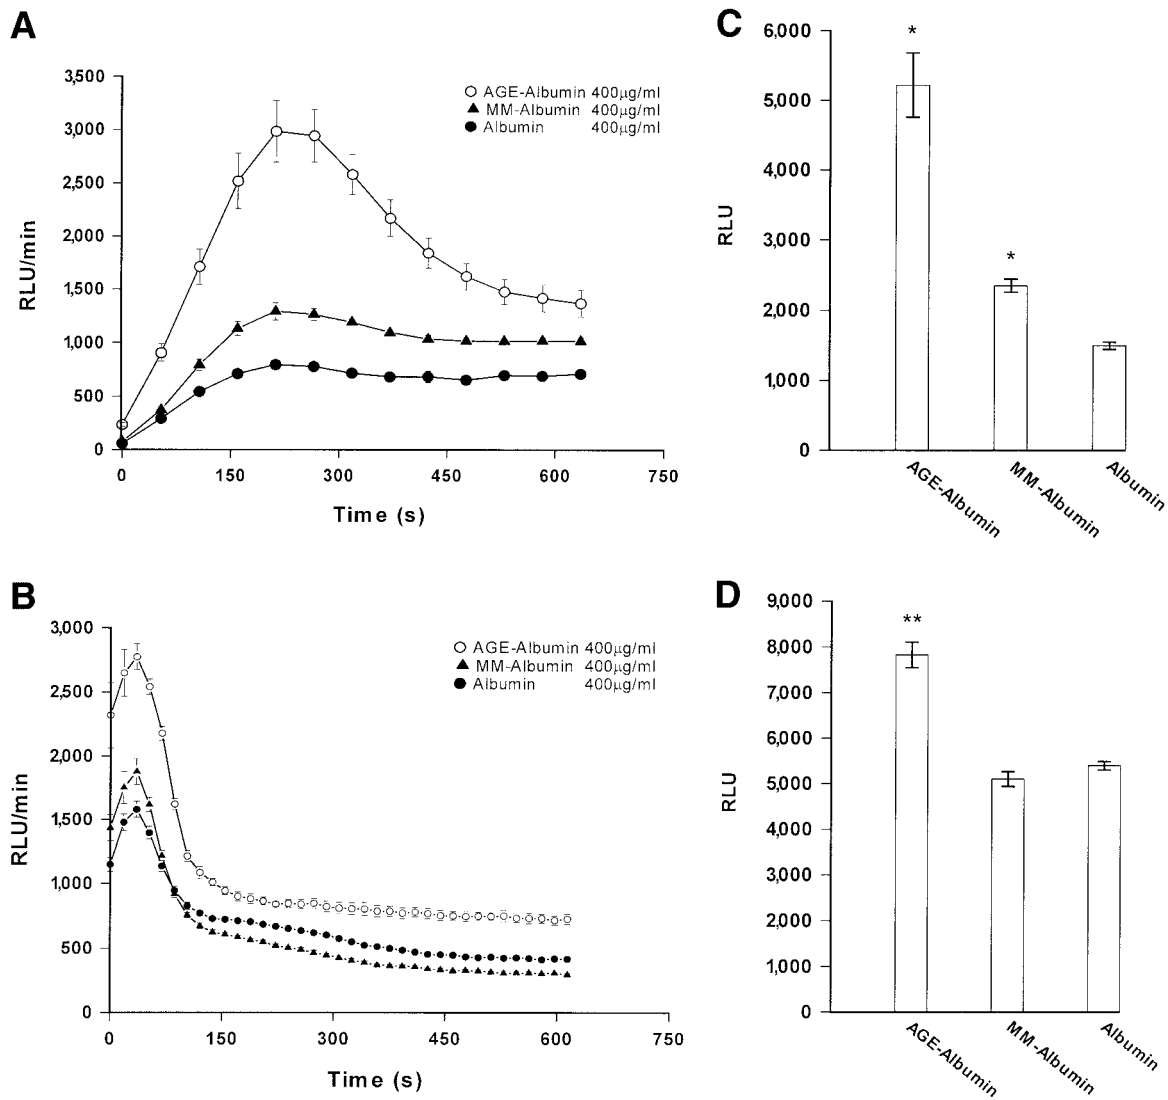 A
3,500
3,000
2,500
2,000
1,500
1,000
500
0
RLU/min
0 150 300 450 600 750
Time (s)
AGE-Albumin 400µg/ml
MM-Albumin 400µg/ml
Albumin 400µg/ml
C
6,000
5,000
4,000
3,000
2,000
1,000
0
RLU
*
*
AGE-Albumin
MM-Albumin
Albumin
B
3,000
2,500
2,000
1,500
1,000
500
0
RLU/min
0 150 300 450 600 750
Time (s)
AGE-Albumin 400µg/ml
MM-Albumin 400µg/ml
Albumin 400µg/ml
D
9,000
8,000
7,000
6,000
5,000
4,000
3,000
2,000
1,000
0
RLU
**
AGE-Albumin
MM-Albumin
Albumin